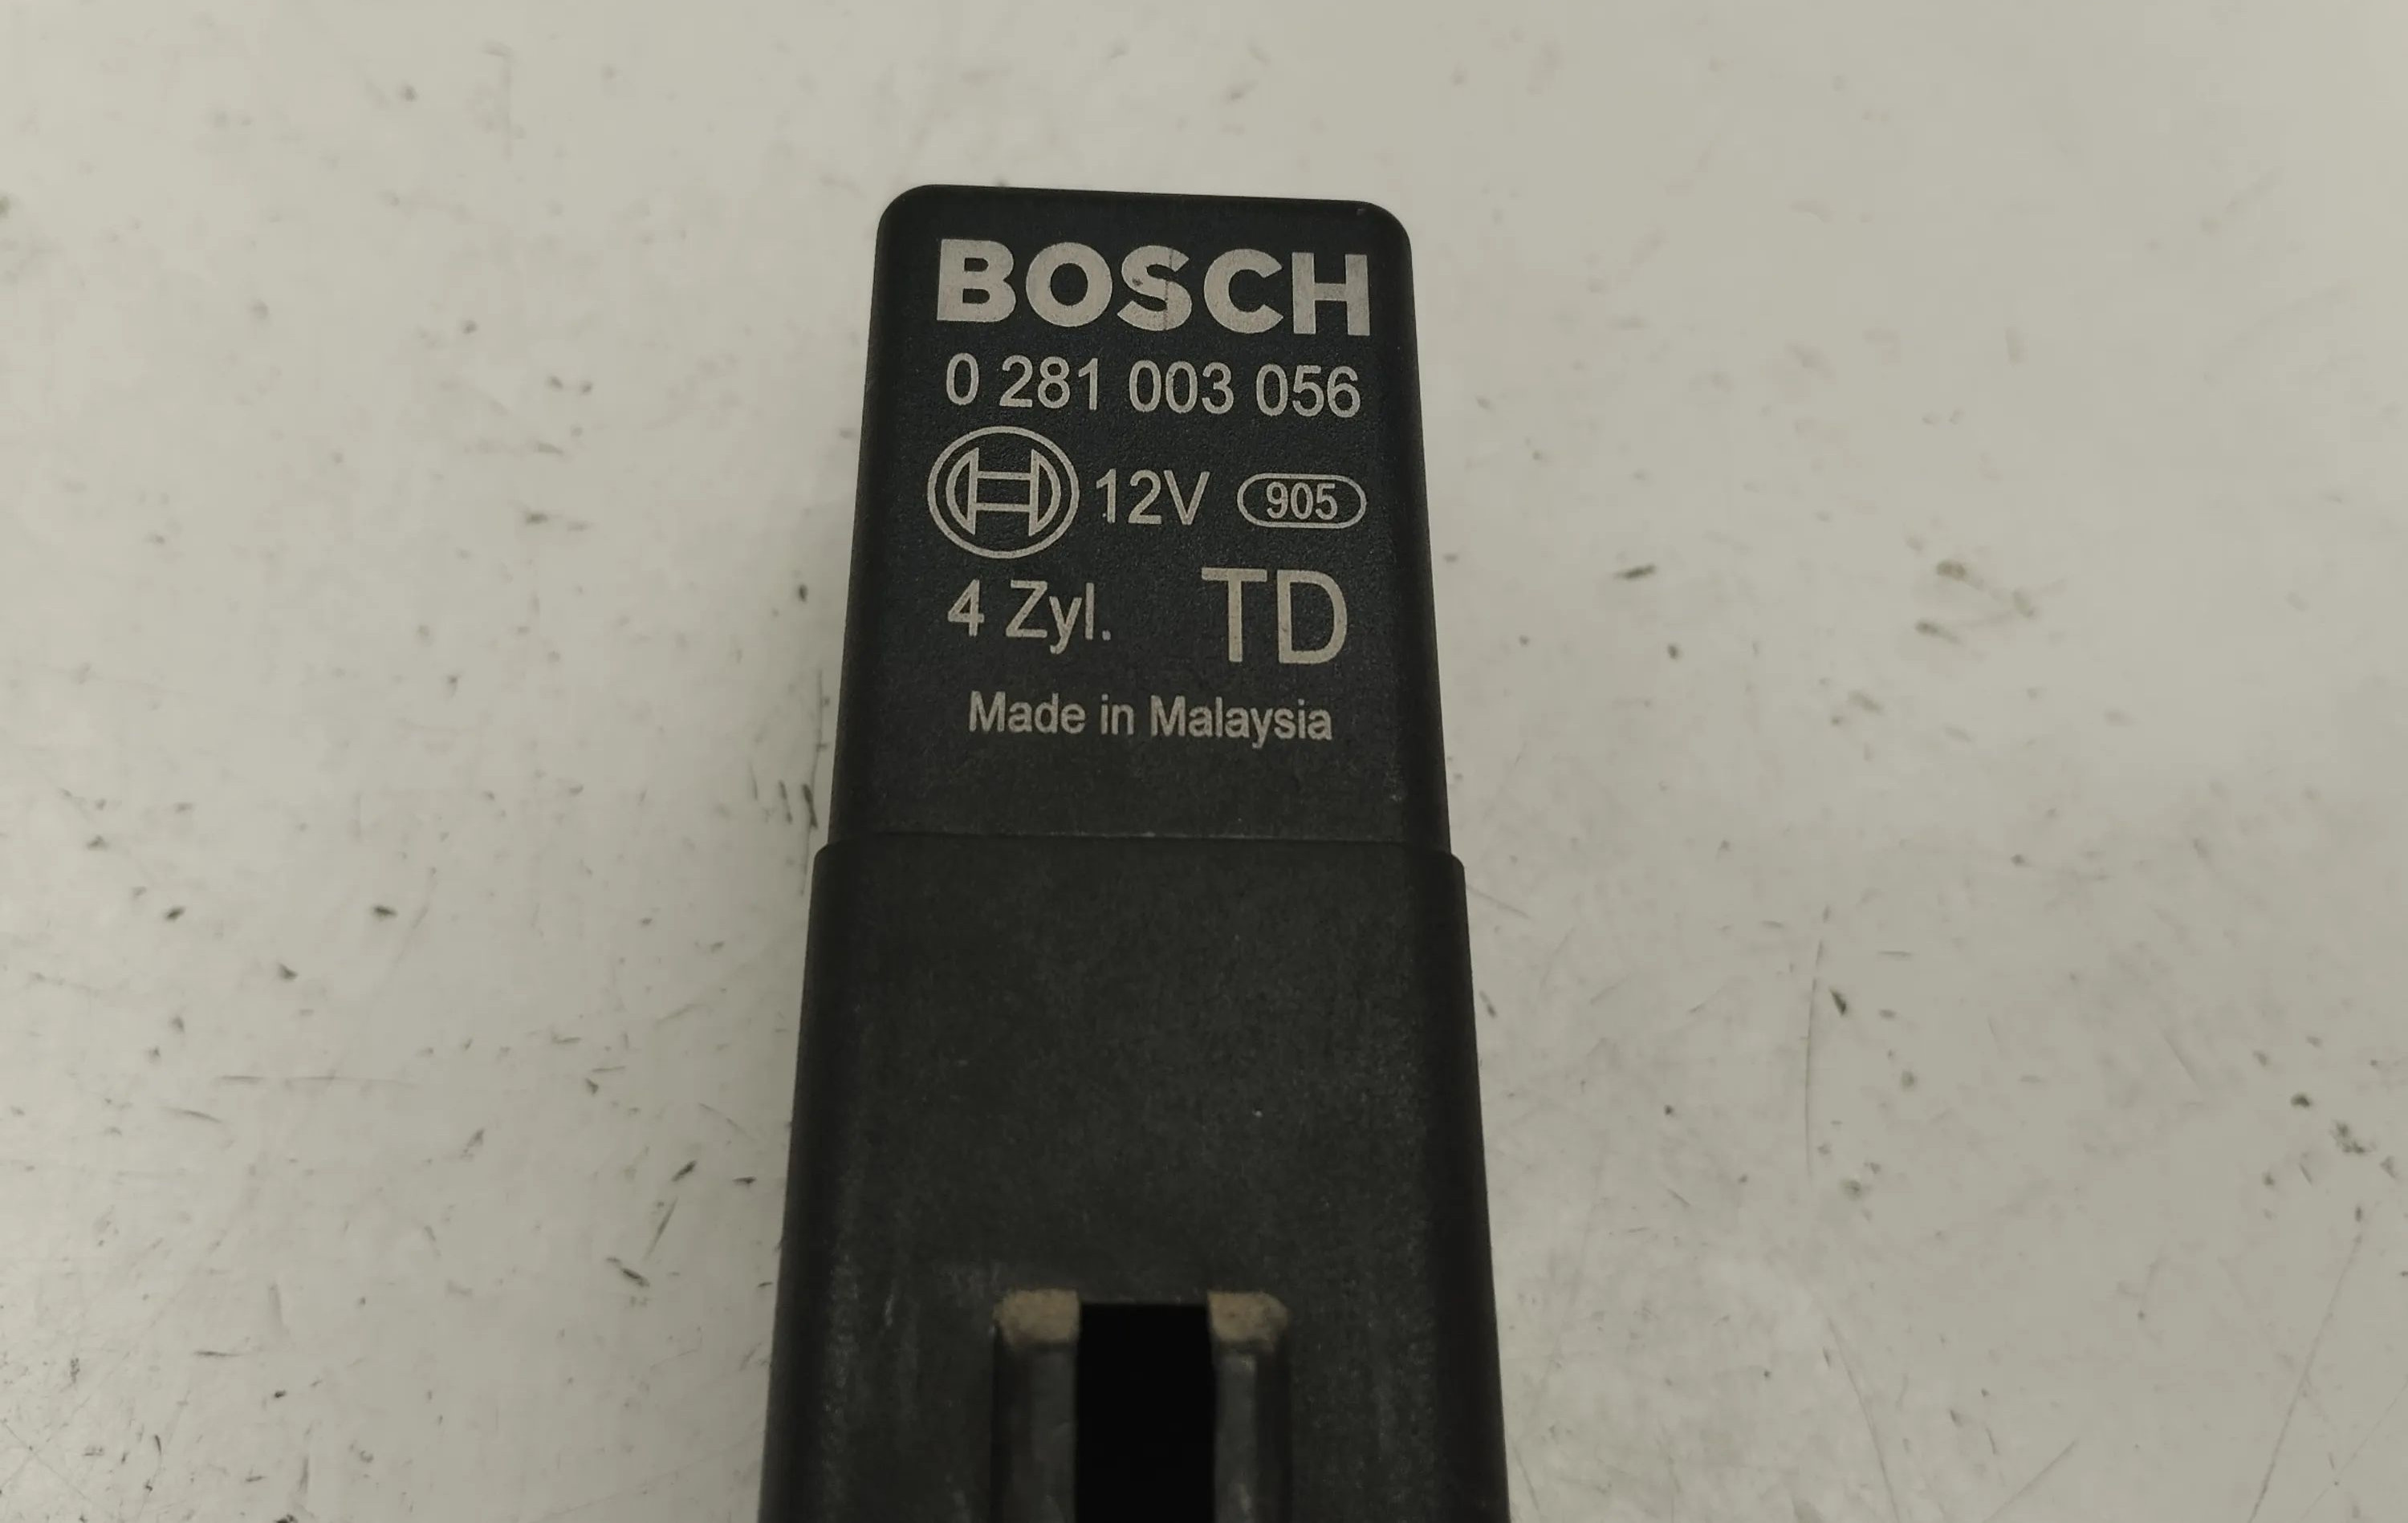 BOSCH
0 281 003 056
12V 905
4 Zyl. TD
Made in Malaysia